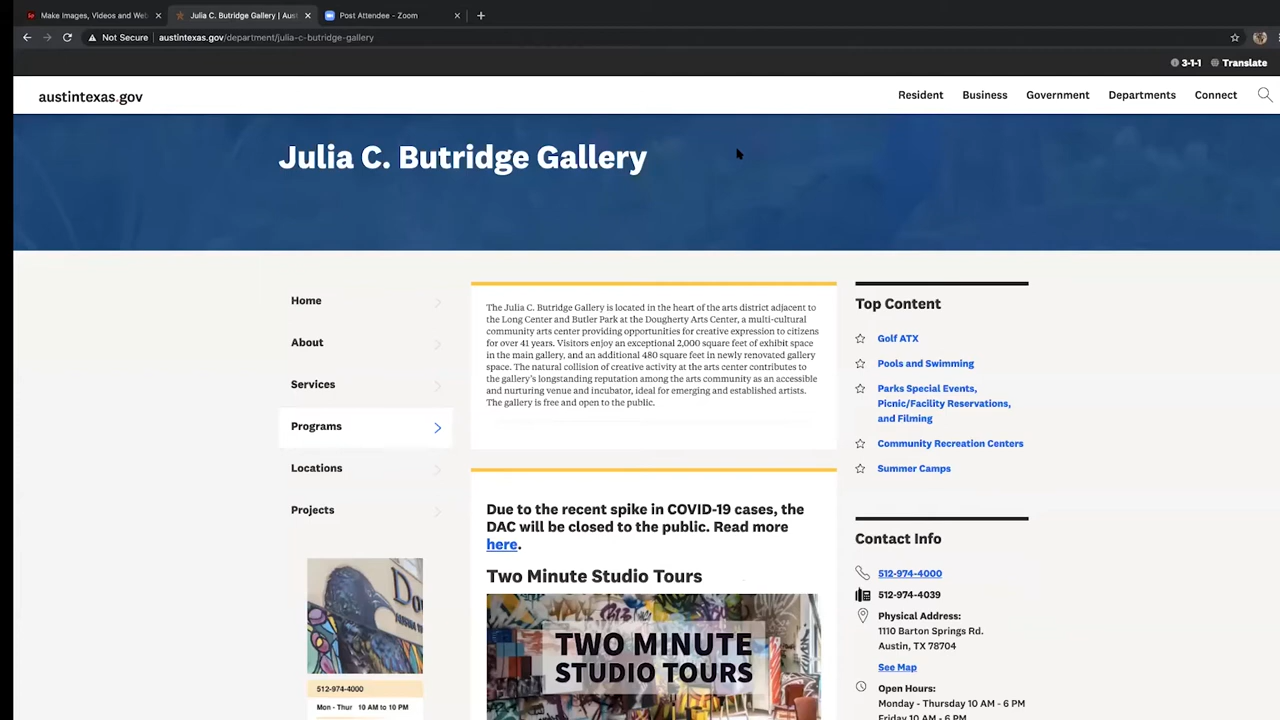 Make Images, Videos and Web
Julia C. Butridge Gallery | Aus
Post Attendee - Zoom
Not Secure
austintexas.gov/department/julia-c-butridge-gallery
3-1-1
Translate
austintexas.gov
Resident
Business
Government
Departments
Connect
Julia C. Butridge Gallery
Home
About
Services
Programs
Locations
Projects
512-974-4000
Mon - Thur 10 AM to 10 PM
The Julia C. Butridge Gallery is located in the heart of the arts district adjacent to
the Long Center and Butler Park at the Dougherty Arts Center, a multi-cultural
community arts center providing opportunities for creative expression to citizens
for over 41 years. Visitors enjoy an exceptional 2,000 square feet of exhibit space
in the main gallery, and an additional 480 square feet in newly renovated gallery
space. The natural collision of creative activity at the arts center contributes to
the gallery's longstanding reputation among the arts community as an accessible
and nurturing venue and incubator, ideal for emerging and established artists.
The gallery is free and open to the public.
Due to the recent spike in COVID-19 cases, the
DAC will be closed to the public. Read more
here.
Two Minute Studio Tours
TWO MINUTE
STUDIO TOURS
Top Content
Golf ATX
Pools and Swimming
Parks Special Events,
Picnic/Facility Reservations,
and Filming
Community Recreation Centers
Summer Camps
Contact Info
512-974-4000
512-974-4039
Physical Address:
1110 Barton Springs Rd.
Austin, TX 78704
See Map
Open Hours:
Monday - Thursday 10 AM - 6 PM
Friday 10 AM - 6 PM